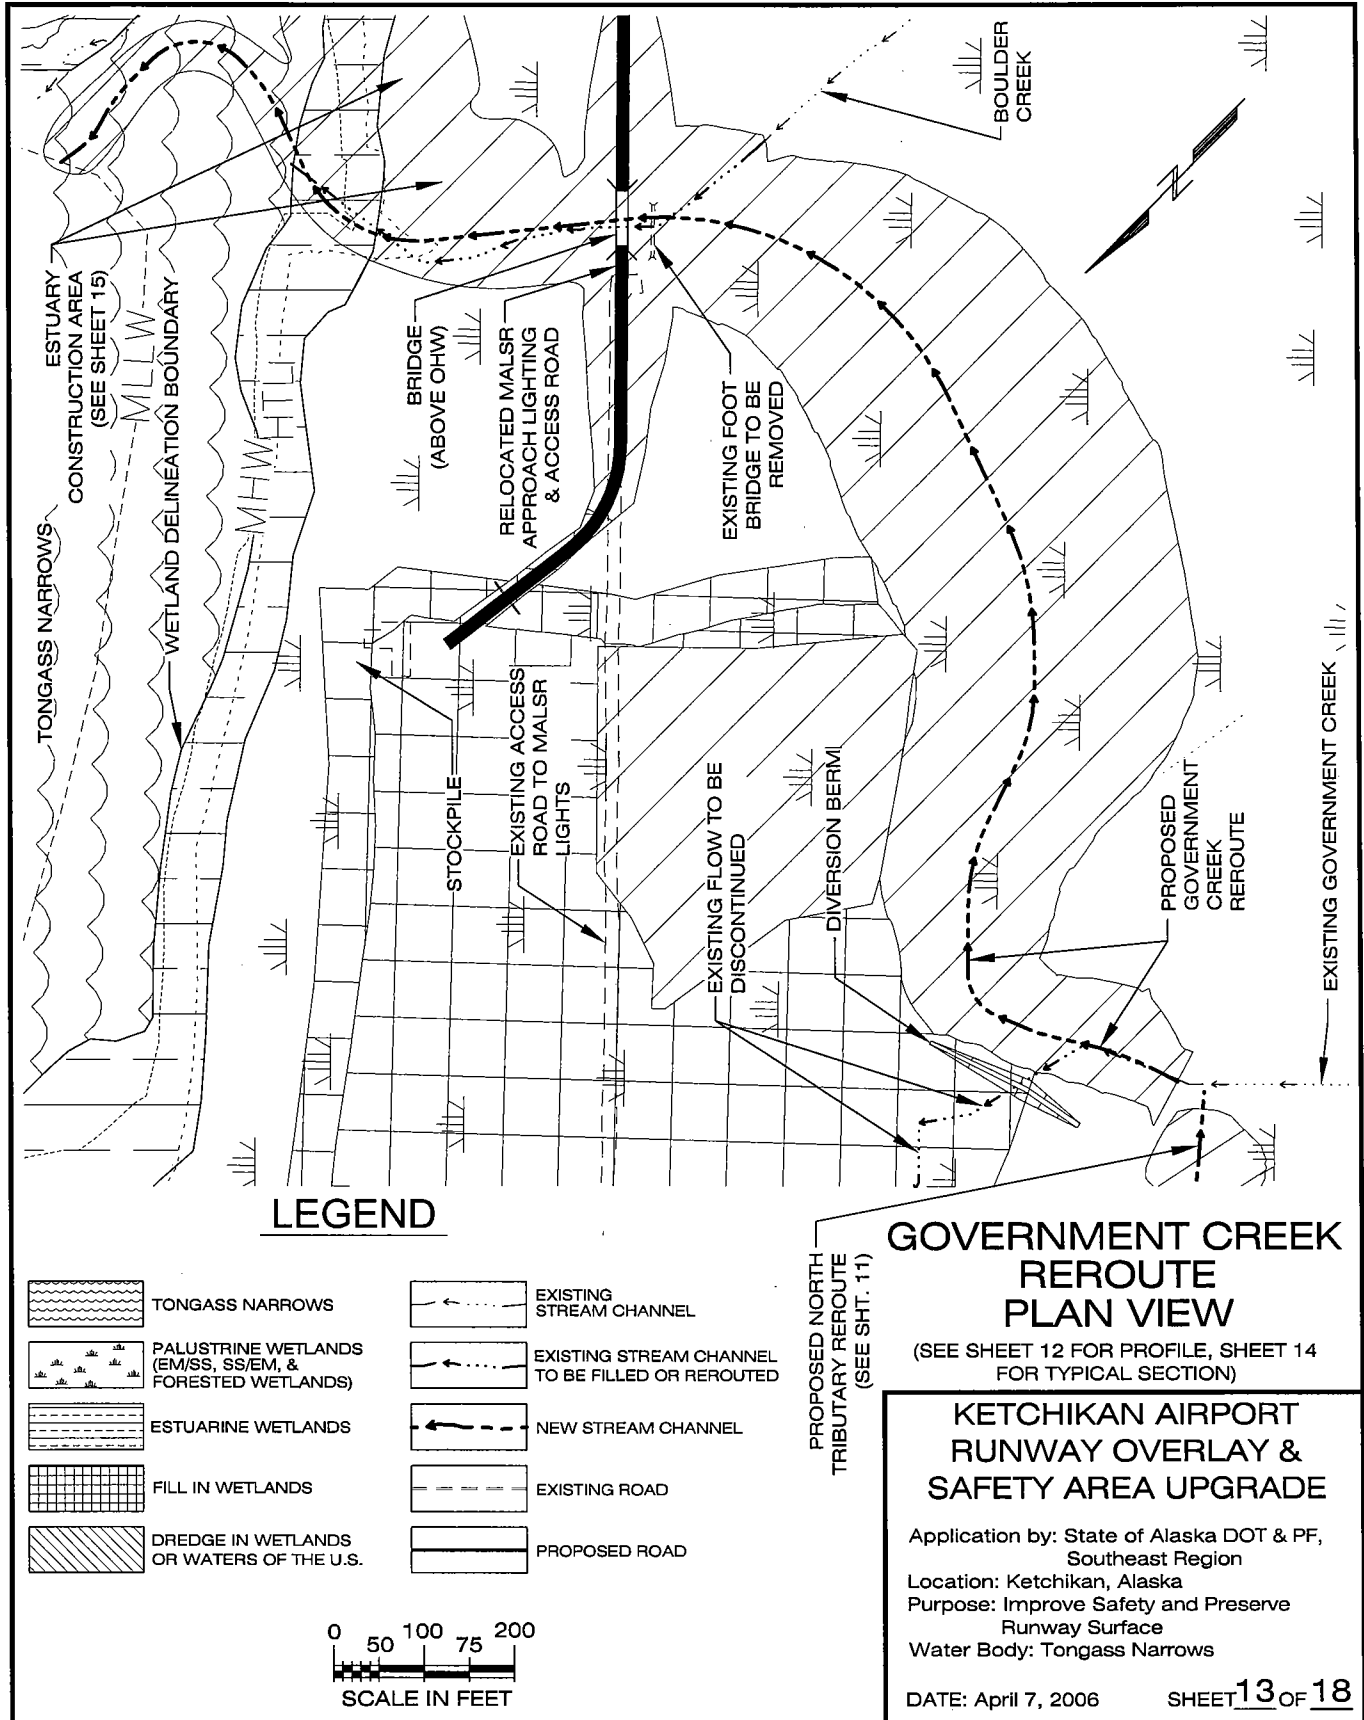 BOULDER
CREEK
ESTUARY
CONSTRUCTION AREA
(SEE SHEET 15)
MLLW
MLLW
TONGASS NARROWS
WETLAND DELINEATION BOUNDARY
MHW
HTL
BRIDGE
(ABOVE OHW)
RELOCATED MALSR
APPROACH LIGHTING
& ACCESS ROAD
EXISTING FOOT
BRIDGE TO BE
REMOVED
STOCKPILE
EXISTING ACCESS
ROAD TO MALSR
LIGHTS
EXISTING FLOW TO BE
DISCONTINUED
DIVERSION BERM
PROPOSED
GOVERNMENT
CREEK
REROUTE
EXISTING GOVERNMENT CREEK
PROPOSED NORTH
TRIBUTARY REROUTE
(SEE SHT. 11)
LEGEND
TONGASS NARROWS
PALUSTRINE WETLANDS
(EM/SS, SS/EM, &
FORESTED WETLANDS)
ESTUARINE WETLANDS
FILL IN WETLANDS
DREDGE IN WETLANDS
OR WATERS OF THE U.S.
EXISTING
STREAM CHANNEL
EXISTING STREAM CHANNEL
TO BE FILLED OR REROUTED
NEW STREAM CHANNEL
EXISTING ROAD
PROPOSED ROAD
0 50 100 75 200
SCALE IN FEET
GOVERNMENT CREEK
REROUTE
PLAN VIEW
(SEE SHEET 12 FOR PROFILE, SHEET 14
FOR TYPICAL SECTION)
KETCHIKAN AIRPORT
RUNWAY OVERLAY &
SAFETY AREA UPGRADE
Application by: State of Alaska DOT & PF,
Southeast Region
Location: Ketchikan, Alaska
Purpose: Improve Safety and Preserve
Runway Surface
Water Body: Tongass Narrows
DATE: April 7, 2006 SHEET 13 OF 18